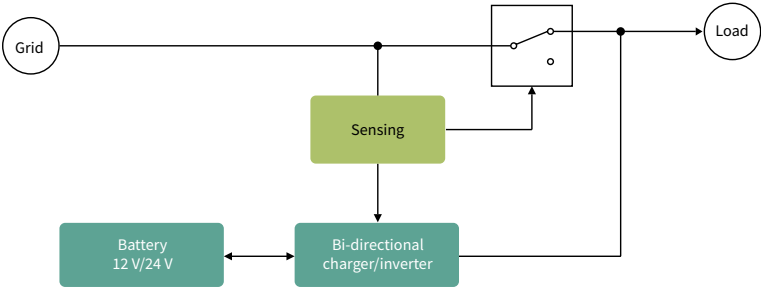 Grid
Load
Sensing
Battery
12 V/24 V
Bi-directional
charger/inverter